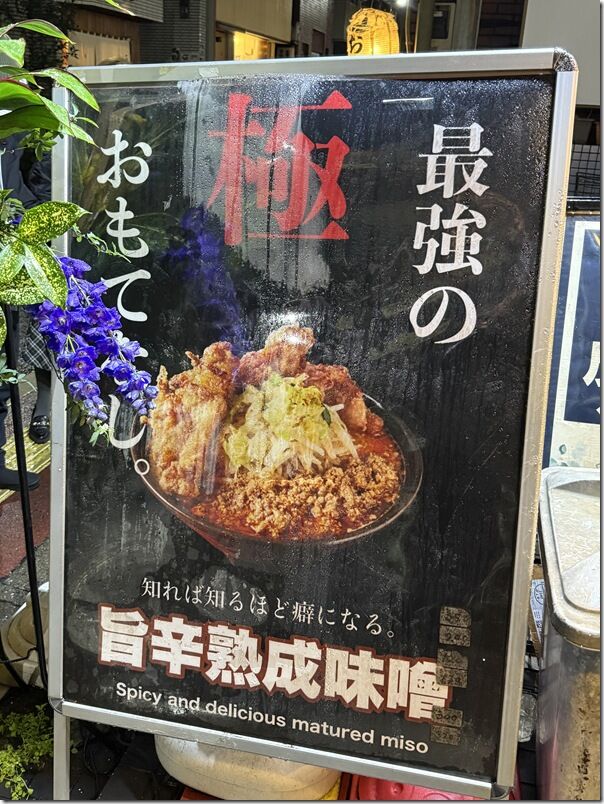 最強の
極
おもてなし。
知れば知るほど癖になる。
旨辛熟成味噌
Spicy and delicious matured miso